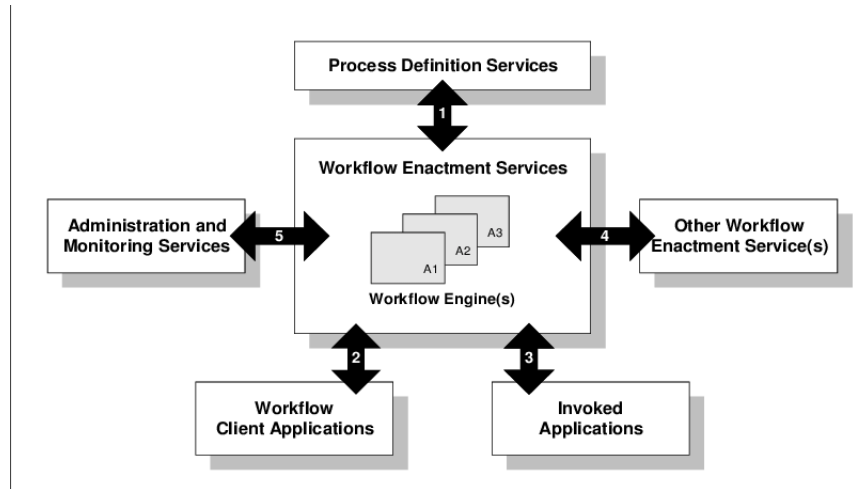 Process Definition Services
1
Workflow Enactment Services
A3
A2
A1
Workflow Engine(s)
Administration and
Monitoring Services
5
4
Other Workflow
Enactment Service(s)
2
3
Workflow
Client Applications
Invoked
Applications